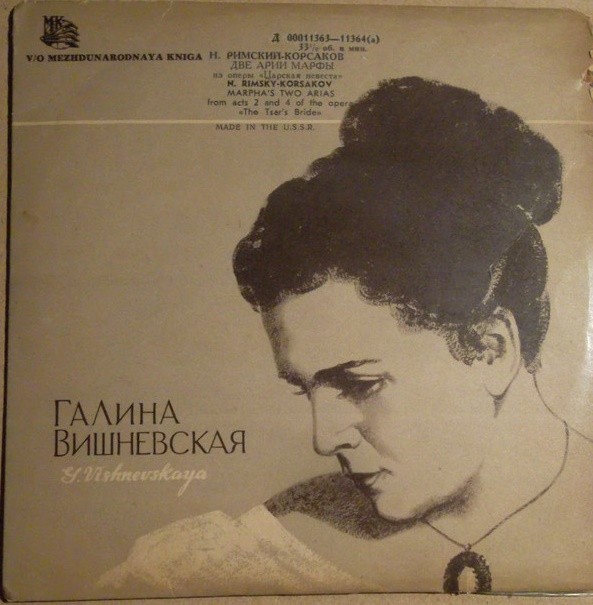 МК
V/O MEZHDUNARODNAYA KNIGA
Д 00011363—11364(а)
33⅓ об. в мин.
Н. РИМСКИЙ-КОРСАКОВ
ДВЕ АРИИ МАРФЫ
из оперы «Царская невеста»
N. RIMSKY-KORSAKOV
MARPHA'S TWO ARIAS
from acts 2 and 4 of the opera
«The Tsar's Bride»
MADE IN THE U.S.S.R.
ГАЛИНА
ВИШНЕВСКАЯ
G. Vishnevskaya